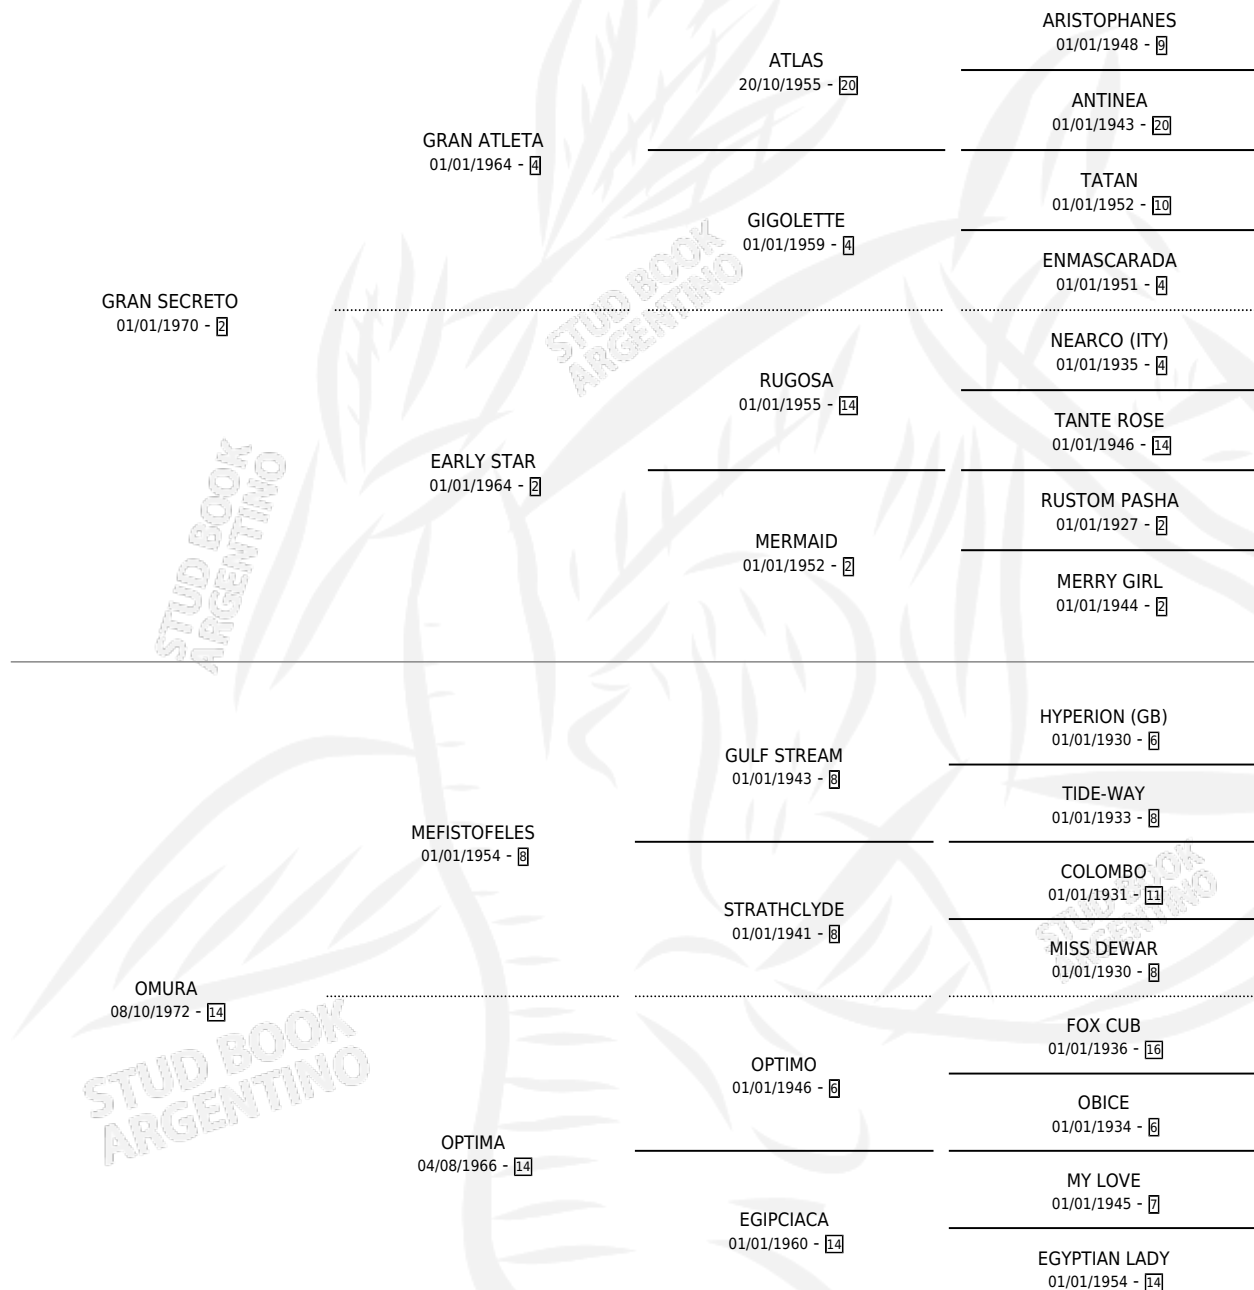 ARISTOPHANES
01/01/1948 - 9
ATLAS
20/10/1955 - 20
ANTINEA
01/01/1943 - 20
GRAN ATLETA
01/01/1964 - 4
TATAN
01/01/1952 - 10
GIGOLETTE
01/01/1959 - 4
ENMASCARADA
01/01/1951 - 4
GRAN SECRETO
01/01/1970 - 2
NEARCO (ITY)
01/01/1935 - 4
RUGOSA
01/01/1955 - 14
TANTE ROSE
01/01/1946 - 14
EARLY STAR
01/01/1964 - 2
RUSTOM PASHA
01/01/1927 - 2
MERMAID
01/01/1952 - 2
MERRY GIRL
01/01/1944 - 2
HYPERION (GB)
01/01/1930 - 6
GULF STREAM
01/01/1943 - 8
TIDE-WAY
01/01/1933 - 8
MEFISTOFELES
01/01/1954 - 8
COLOMBO
01/01/1931 - 11
STRATHCLYDE
01/01/1941 - 8
MISS DEWAR
01/01/1930 - 8
OMURA
08/10/1972 - 14
FOX CUB
01/01/1936 - 16
OPTIMO
01/01/1946 - 6
OBICE
01/01/1934 - 6
OPTIMA
04/08/1966 - 14
MY LOVE
01/01/1945 - 7
EGIPCIACA
01/01/1960 - 14
EGYPTIAN LADY
01/01/1954 - 14
STUD BOOK
ARGENTINO
STUD BOOK
ARGENTINO
STUD BOOK
ARGENTINO
STUD BOOK
ARGENTINO